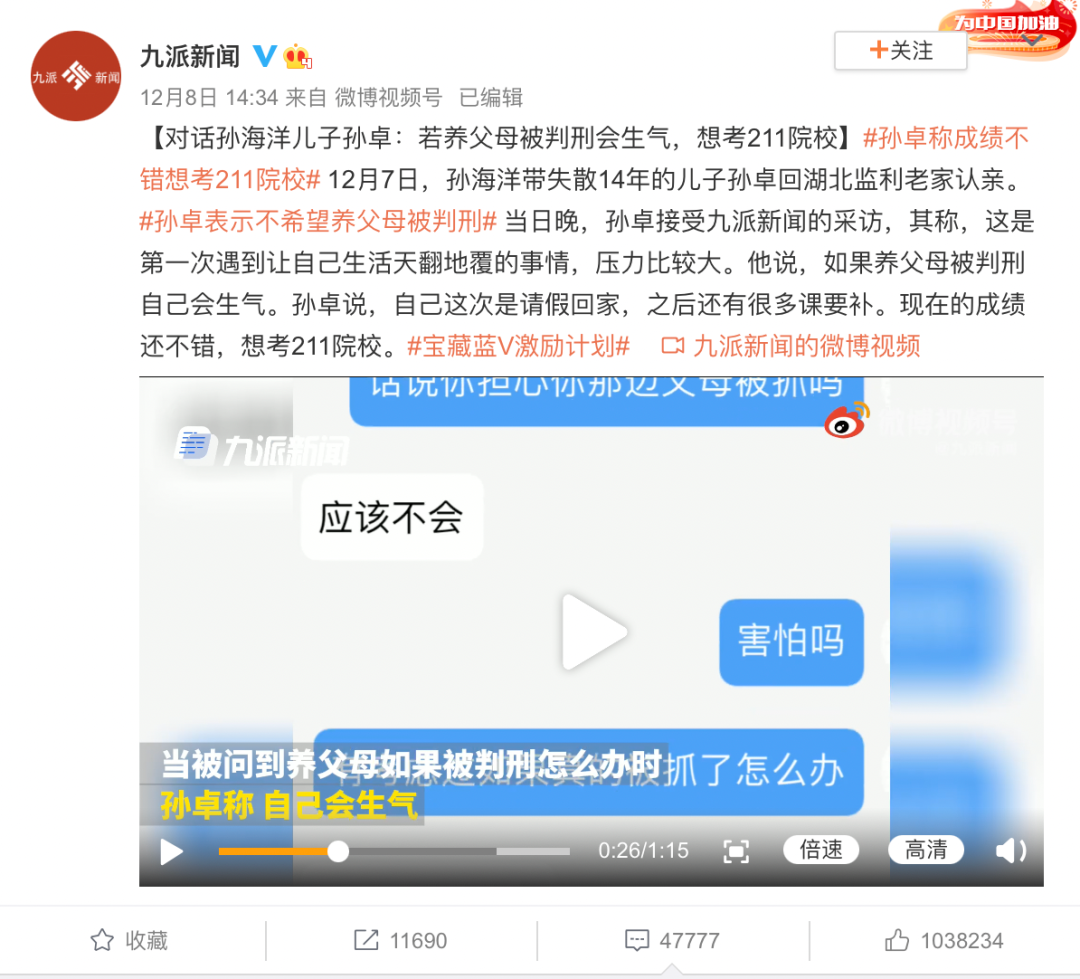 为中国加油
九派 新闻
九派新闻
4
+关注
12月8日 14:34 来自 微博视频号 已编辑
【对话孙海洋儿子孙卓：若养父母被判刑会生气，想考211院校】#孙卓称成绩不
错想考211院校# 12月7日，孙海洋带失散14年的儿子孙卓回湖北监利老家认亲。
#孙卓表示不希望养父母被判刑# 当日晚，孙卓接受九派新闻的采访，其称，这是
第一次遇到让自己生活天翻地覆的事情，压力比较大。他说，如果养父母被判刑
自己会生气。孙卓说，自己这次是请假回家，之后还有很多课要补。现在的成绩
还不错，想考211院校。#宝藏蓝V激励计划# 九派新闻的微博视频
话说你担心你那边父母被抓吗
九派新闻
应该不会
害怕吗
被抓了怎么办
当被问到养父母如果被判刑怎么办时
孙卓称 自己会生气
0:26/1:15
倍速
高清
收藏
11690
47777
1038234